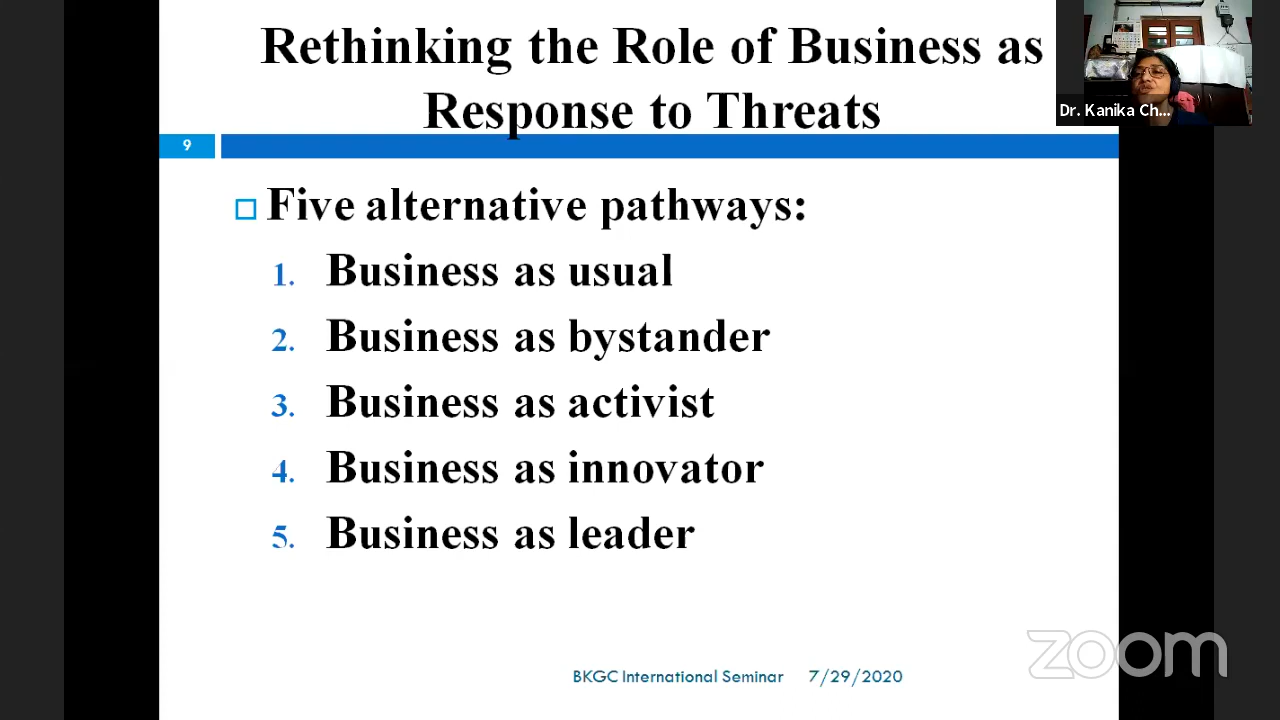 Rethinking the Role of Business as
Response to Threats
Dr. Kanika Ch...
9
Five alternative pathways:
1. Business as usual
2. Business as bystander
3. Business as activist
4. Business as innovator
5. Business as leader
zoom
BKGC International Seminar 7/29/2020